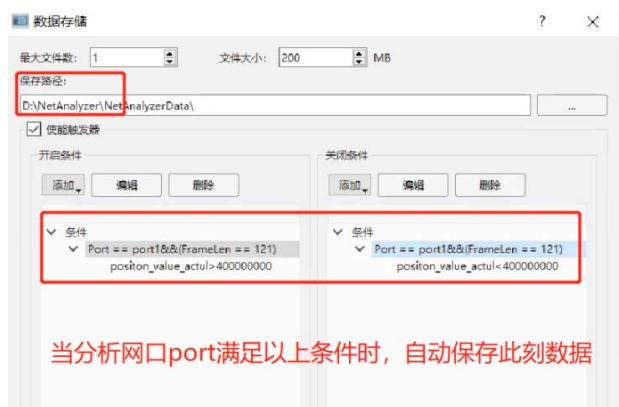 数据存储 ? ×
最大文件数: 1 文件大小: 200 MB
保存路径:
D:\NetAnalyzer\NetAnalyzerData\ ...
使能触发器
开启条件 关闭条件
添加 编辑 删除 添加 编辑 删除
条件 条件
Port == port1&&(FrameLen == 121) Port == port1&&(FrameLen == 121)
positon_value_actul>400000000 positon_value_actul<400000000
当分析网口port满足以上条件时，自动保存此刻数据